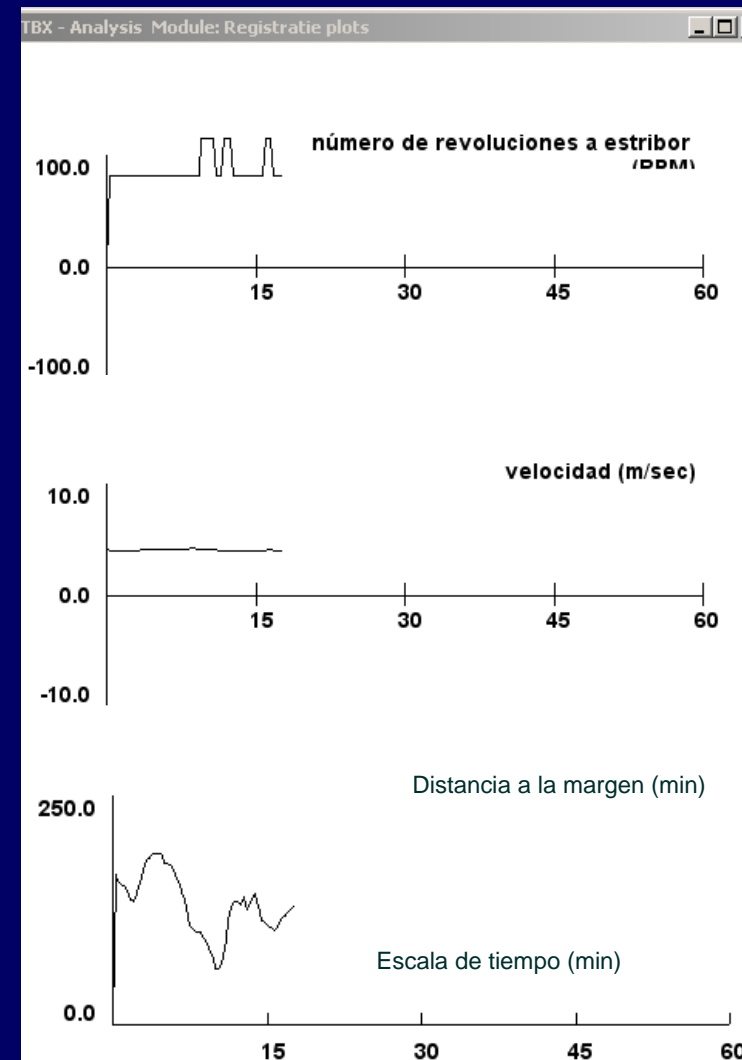 TBX - Analysis Module: Registratie plots
número de revoluciones a estribor
(RPM)
100.0
0.0
15 30 45 60
-100.0
velocidad (m/sec)
10.0
0.0
15 30 45 60
-10.0
Distancia a la margen (min)
250.0
Escala de tiempo (min)
0.0
15 30 45 60